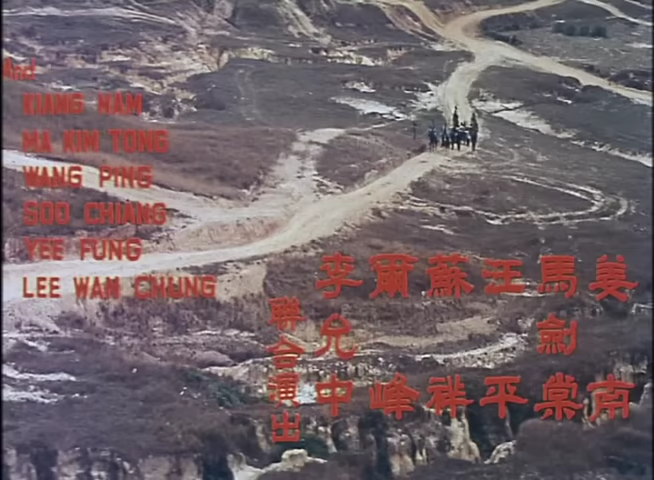 And
KIANG NAM
MA KIM TONG
WANG PING
SOO CHIANG
YEE FUNG
LEE WAN CHUNG
姜南
馬劍棠
汪平
蘇祥
爾峰
李允中
聯合演出